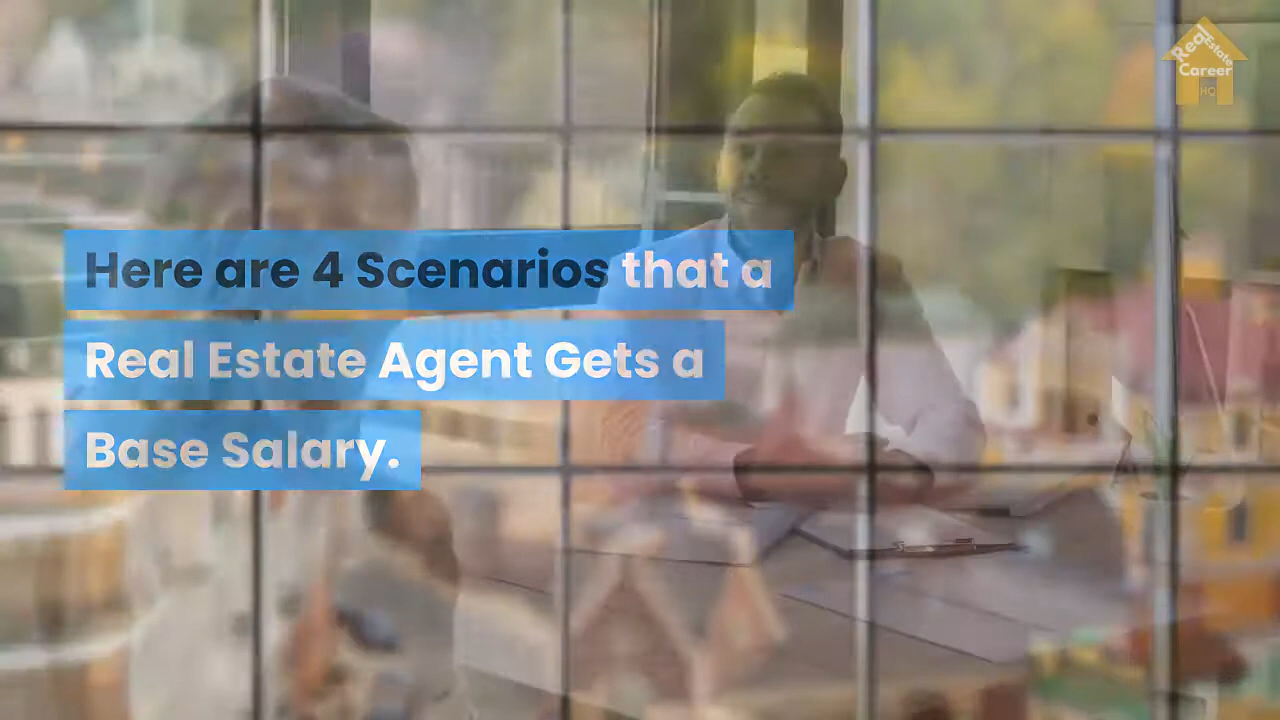 Real
Estate
Career
HQ
Here are 4 Scenarios that a
Real Estate Agent Gets a
Base Salary.